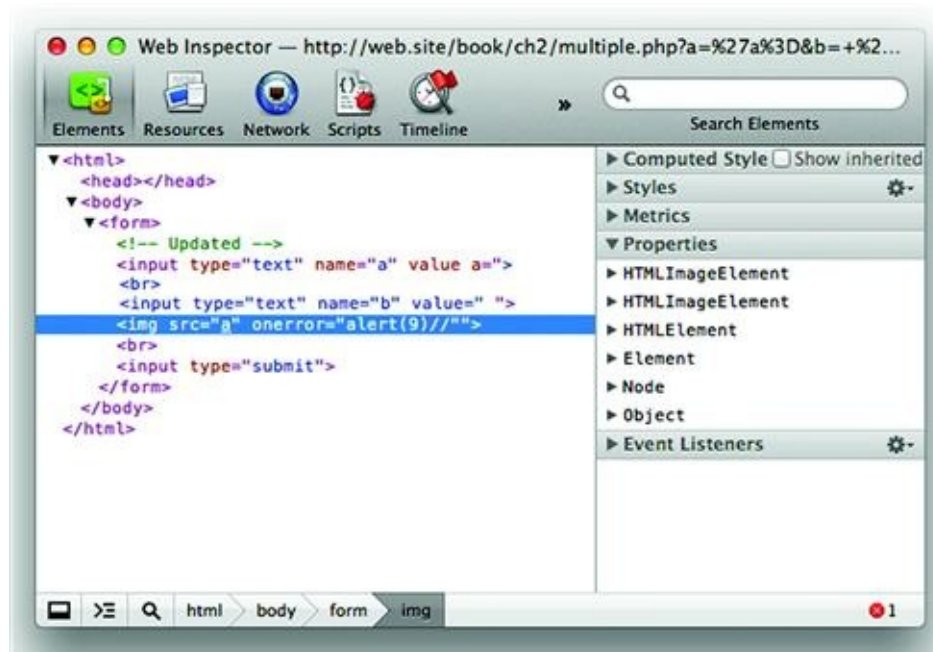 Web Inspector — http://web.site/book/ch2/multiple.php?a=%27a%3D&b=+%2...
Elements Resources Network Scripts Timeline » Search Elements
▼<html>
<head></head>
▼<body>
▼<form>
<!-- Updated -->
<input type="text" name="a" value a=">
<br>
<input type="text" name="b" value=" ">
<img src="a" onerror="alert(9)//"">
<br>
<input type="submit">
</form>
</body>
</html>
▶ Computed Style Show inherited
▶ Styles
▶ Metrics
▼ Properties
▶ HTMLImageElement
▶ HTMLImageElement
▶ HTMLElement
▶ Element
▶ Node
▶ Object
▶ Event Listeners
html body form img 1